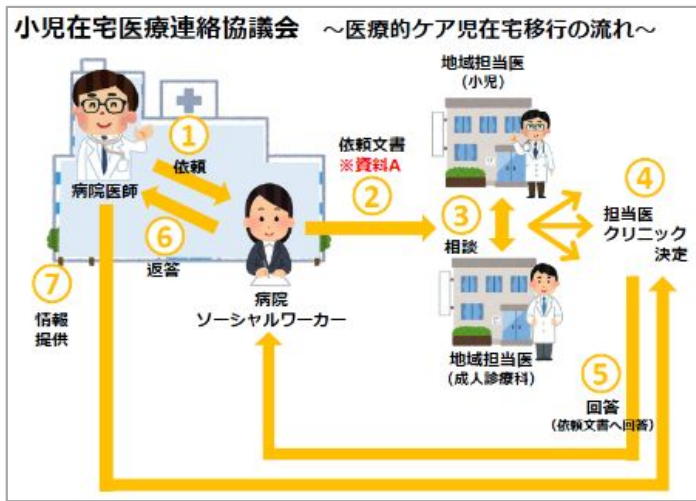 小児在宅医療連絡協議会 ～医療的ケア児在宅移行の流れ～
病院医師
①
依頼
⑥
返答
病院
ソーシャルワーカー
⑦
情報
提供
依頼文書
※資料A
②
地域担当医
(小児)
③
相談
地域担当医
(成人診療科)
④
担当医
クリニック
決定
⑤
回答
(依頼文書へ回答)